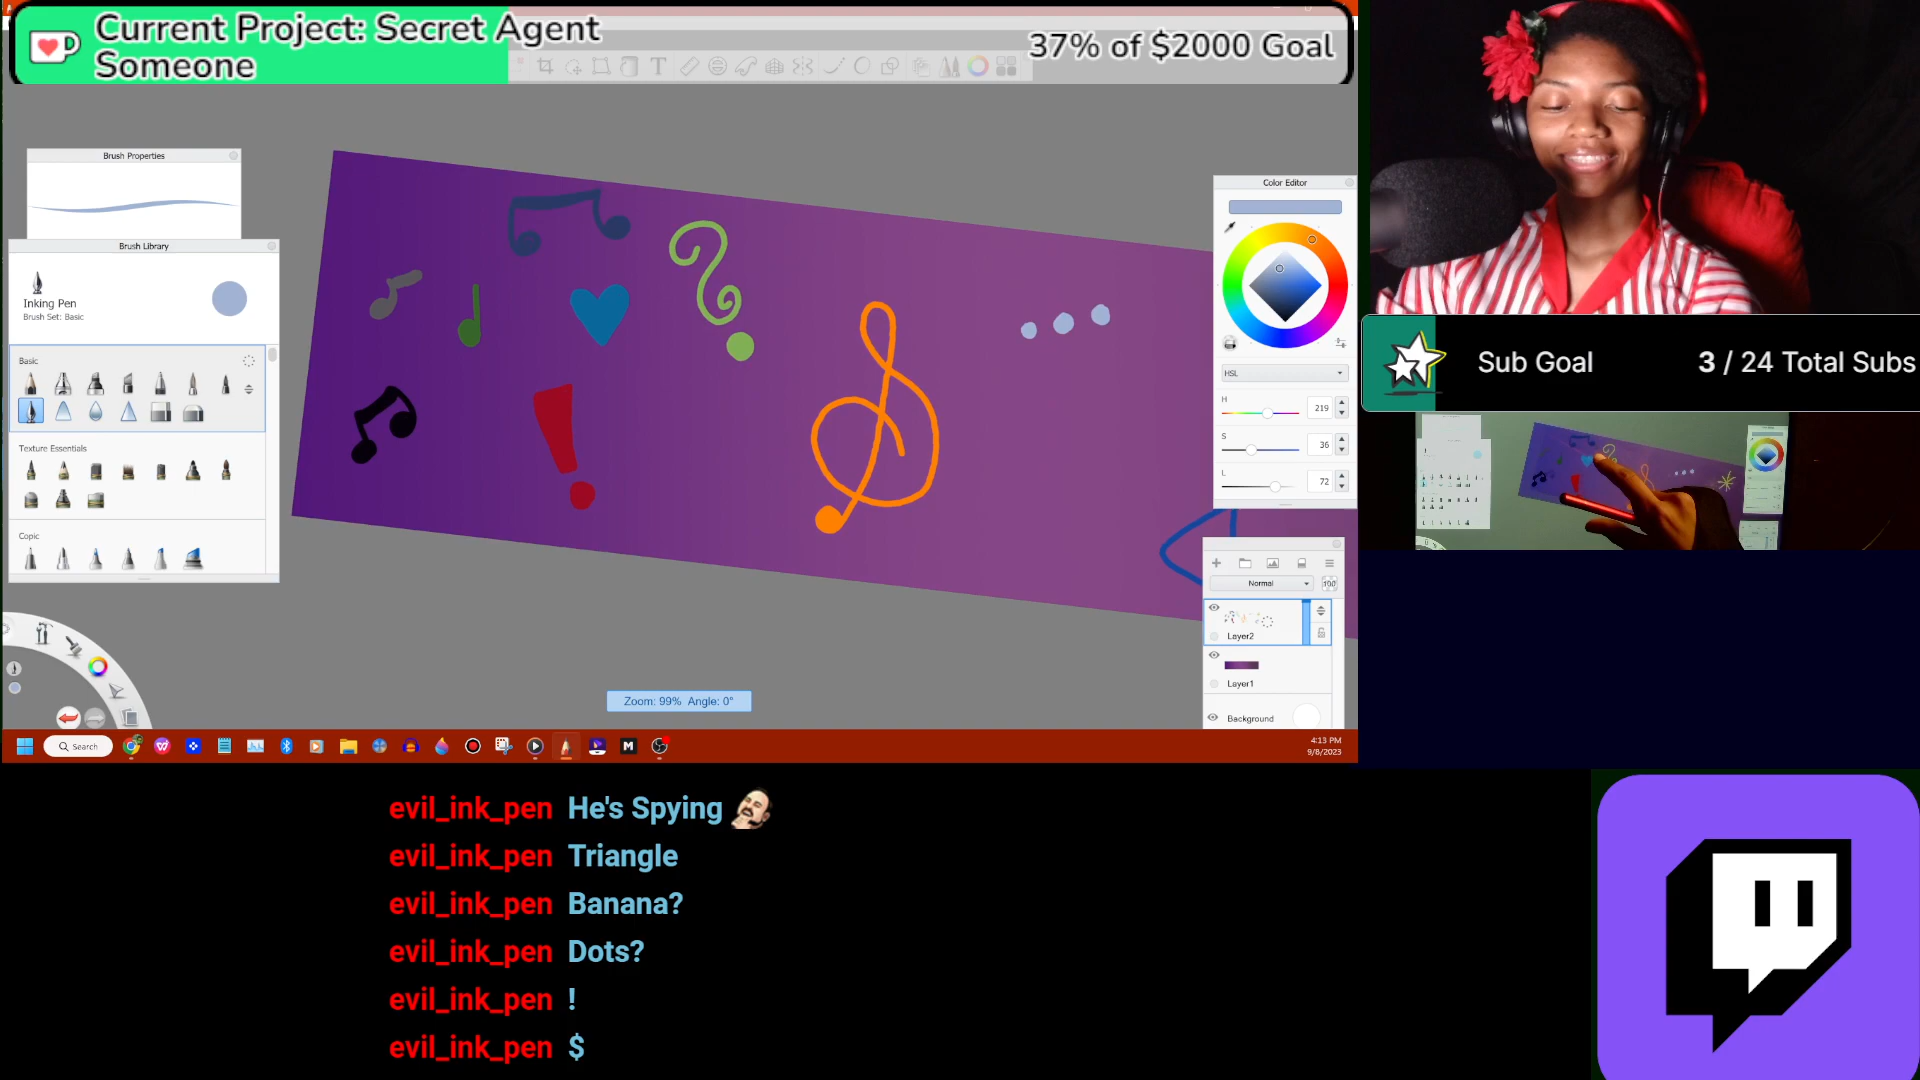 Current Project: Secret Agent
Someone
37% of $2000 Goal
Brush Properties
Brush Library
Inking Pen
Brush Set: Basic
Basic
Texture Essentials
Copic
Color Editor
HSL
H
219
S
36
L
72
Normal
100
Layer2
Layer1
Background
Zoom: 99% Angle: 0°
Search
4:13 PM
9/8/2023
Sub Goal
3 / 24 Total Subs
evil_ink_pen He's Spying
evil_ink_pen Triangle
evil_ink_pen Banana?
evil_ink_pen Dots?
evil_ink_pen !
evil_ink_pen $